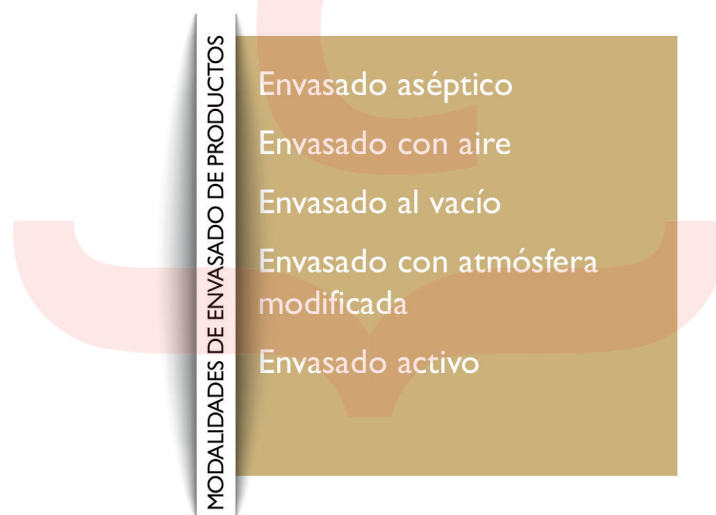 MODALIDADES DE ENVASADO DE PRODUCTOS
Envasado aséptico
Envasado con aire
Envasado al vacío
Envasado con atmósfera
modificada
Envasado activo